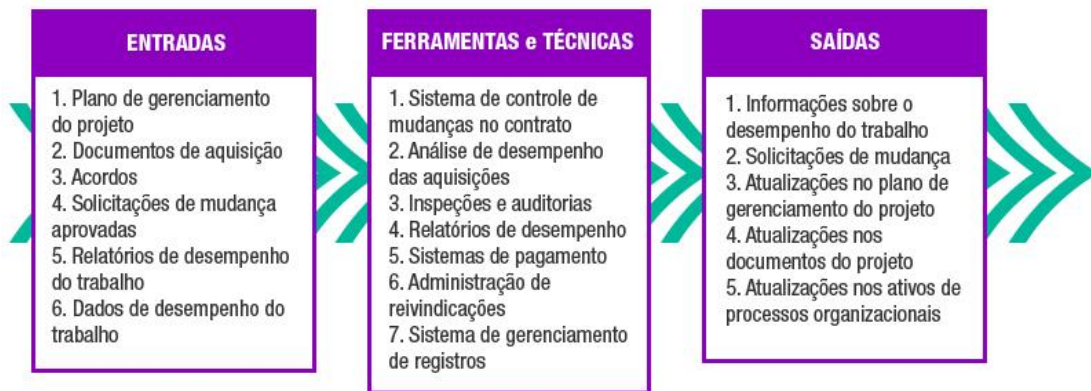 ENTRADAS
1. Plano de gerenciamento
do projeto
2. Documentos de aquisição
3. Acordos
4. Solicitações de mudança
aprovadas
5. Relatórios de desempenho
do trabalho
6. Dados de desempenho do
trabalho
FERRAMENTAS e TÉCNICAS
1. Sistema de controle de
mudanças no contrato
2. Análise de desempenho
das aquisições
3. Inspeções e auditorias
4. Relatórios de desempenho
5. Sistemas de pagamento
6. Administração de
reivindicações
7. Sistema de gerenciamento
de registros
SAÍDAS
1. Informações sobre o
desempenho do trabalho
2. Solicitações de mudança
3. Atualizações no plano de
gerenciamento do projeto
4. Atualizações nos
documentos do projeto
5. Atualizações nos ativos de
processos organizacionais